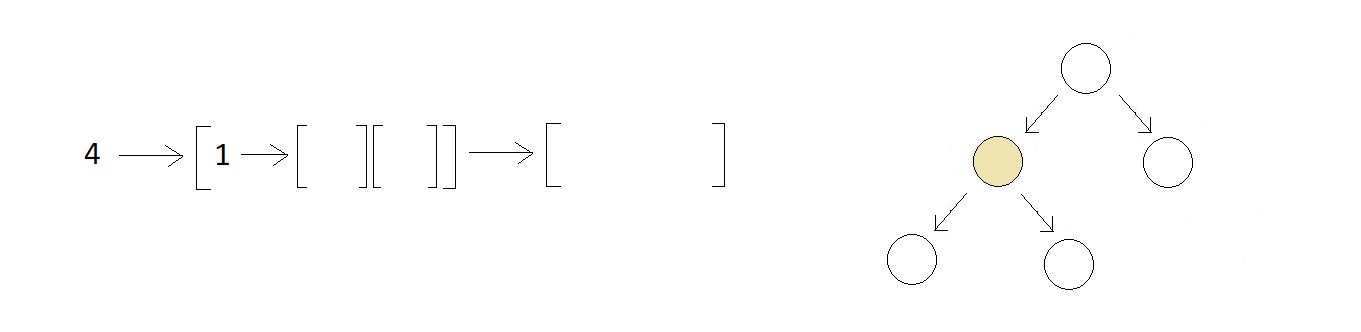 4 → [ 1 → [ ][ ]] → [ ]